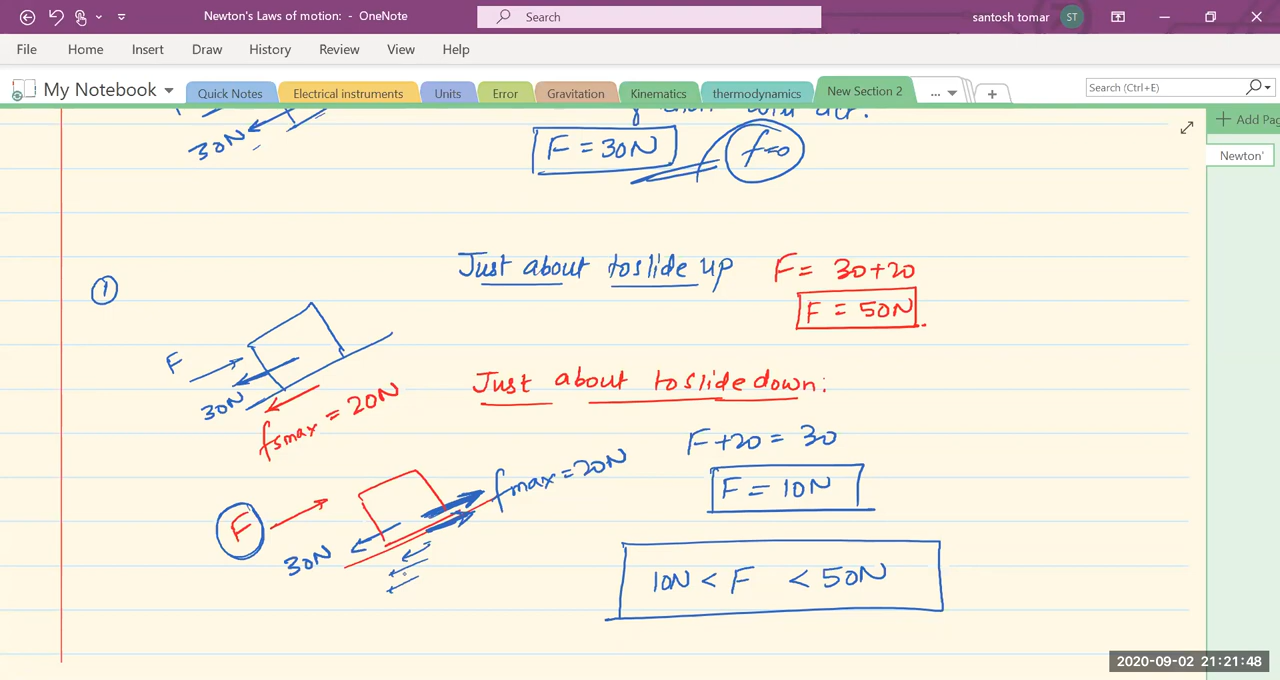 Newton's Laws of motion: - OneNote
Search
santosh tomar ST
File Home Insert Draw History Review View Help
My Notebook
Quick Notes Electrical instruments Units Error Gravitation Kinematics thermodynamics New Section 2 ...
Search (Ctrl+E)
Add Pag
Newton'
will act.
30N
F = 30N
f=0
①
Just about to slide up
F = 30+20
F = 50N
F
30N
fsmax = 20N
Just about to slide down:
F+20 = 30
F = 10N
fmax=20N
F
30N
10N < F < 50N
2020-09-02 21:21:48